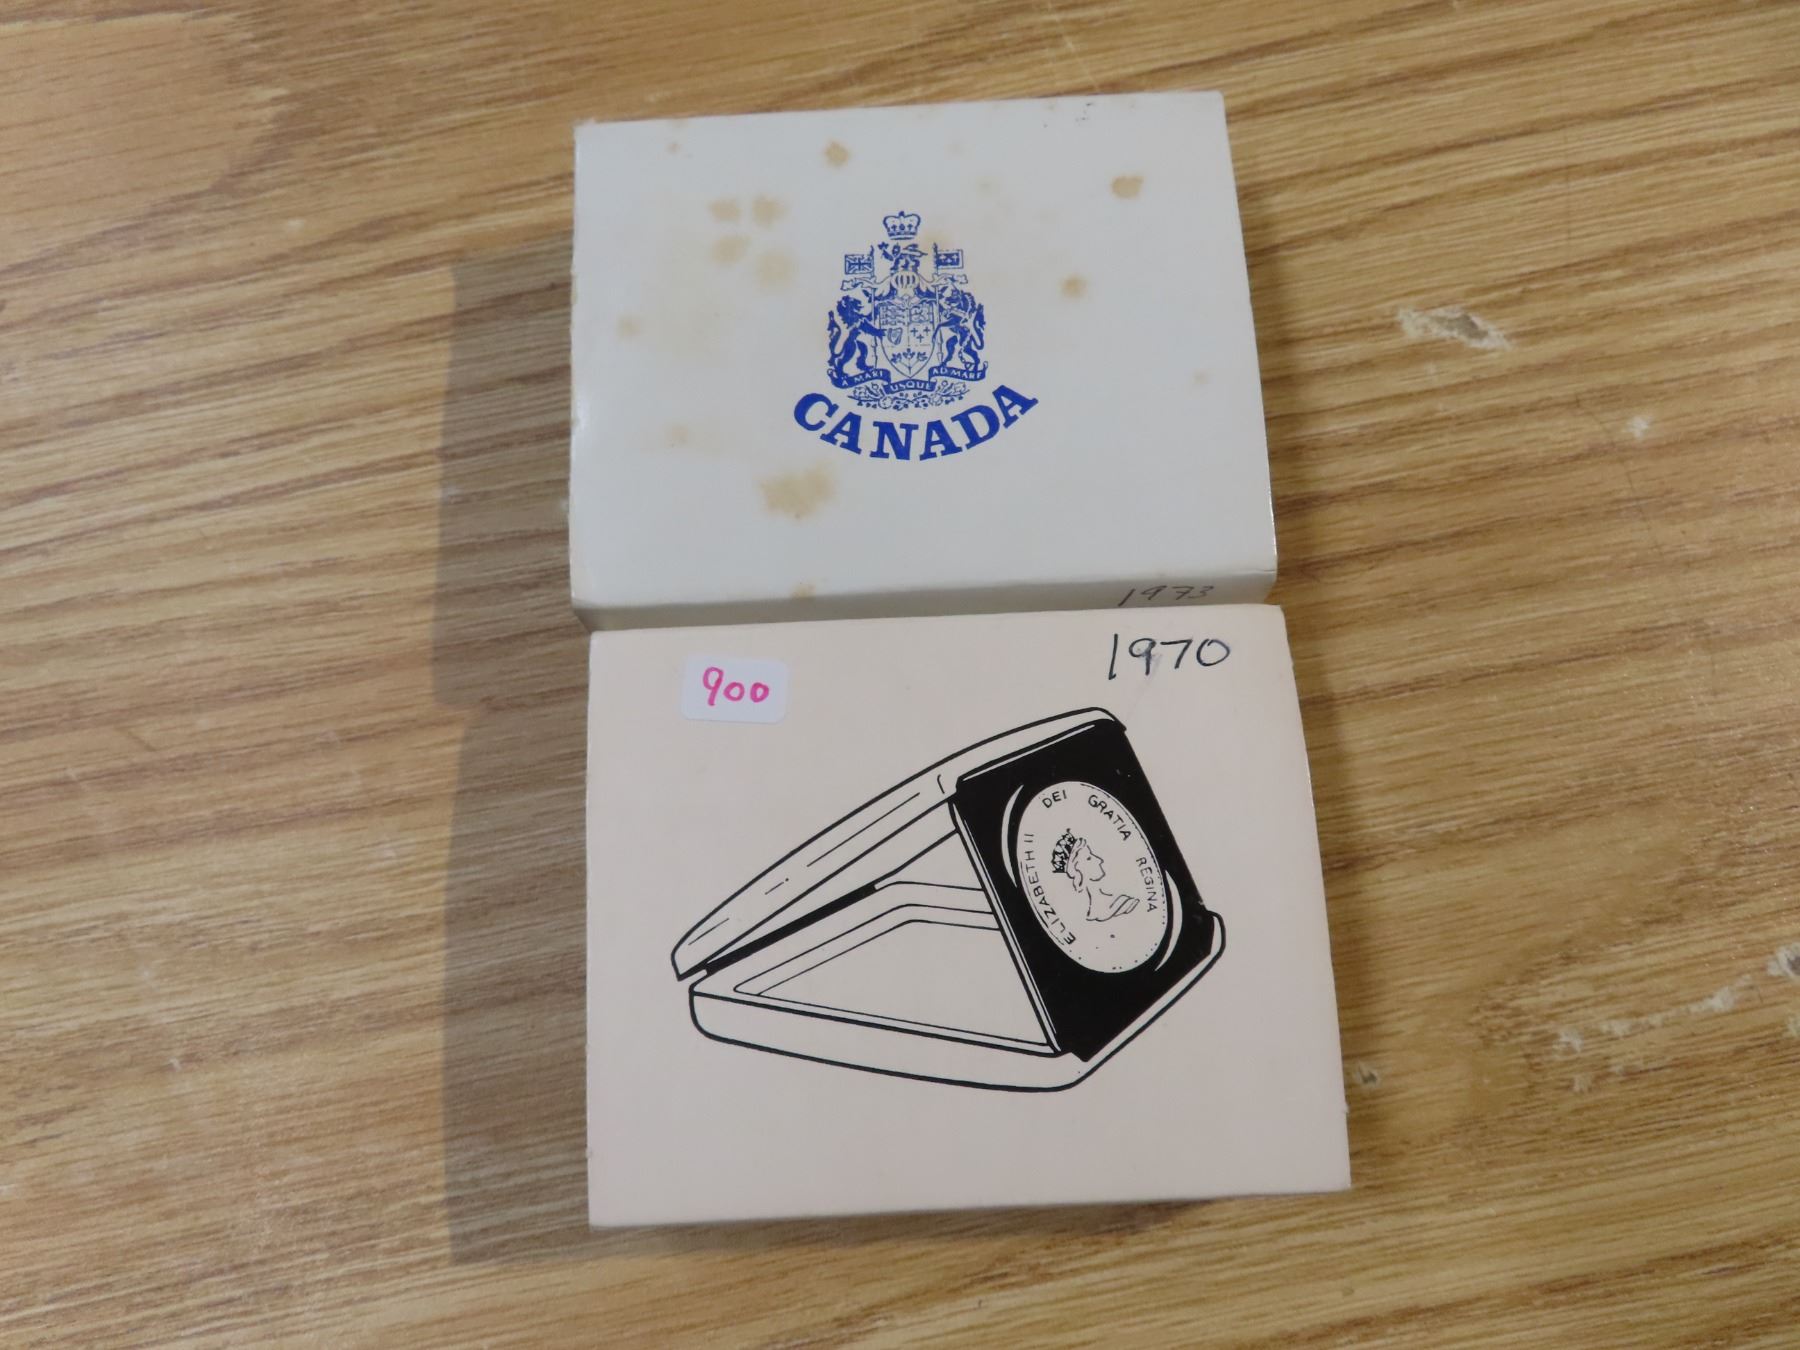 A MARI USQUE AD MARE
CANADA
1973
1970
900
ELIZABETH II DEI GRATIA REGINA